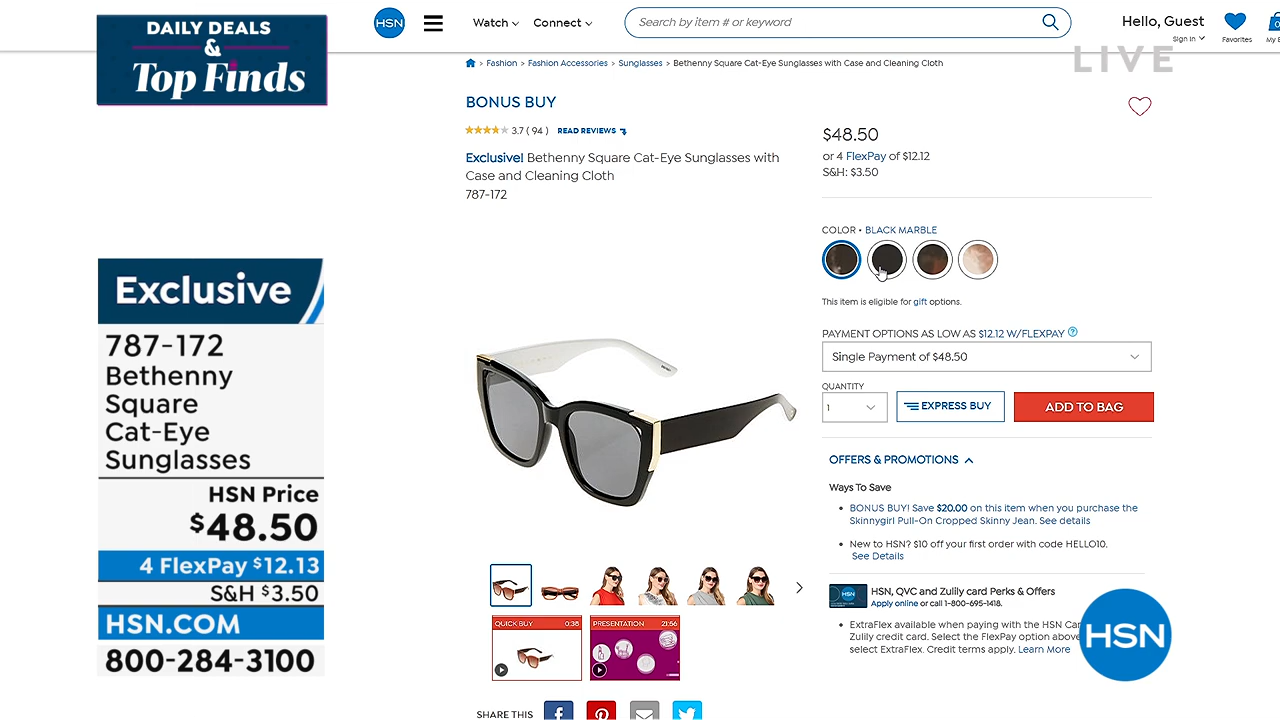 DAILY DEALS
&
Top Finds
HSN
Watch
Connect
Search by item # or keyword
Hello, Guest
Sign In
Favorites
0
LIVE
> Fashion > Fashion Accessories > Sunglasses > Bethenny Square Cat-Eye Sunglasses with Case and Cleaning Cloth
BONUS BUY
3.7 ( 94 ) READ REVIEWS
Exclusive! Bethenny Square Cat-Eye Sunglasses with
Case and Cleaning Cloth
787-172
$48.50
or 4 FlexPay of $12.12
S&H: $3.50
COLOR • BLACK MARBLE
This item is eligible for gift options.
PAYMENT OPTIONS AS LOW AS $12.12 W/FLEXPAY ?
Single Payment of $48.50
QUANTITY
1
EXPRESS BUY
ADD TO BAG
OFFERS & PROMOTIONS
Ways To Save
• BONUS BUY! Save $20.00 on this item when you purchase the
Skinnygirl Pull-On Cropped Skinny Jean. See details
• New to HSN? $10 off your first order with code HELLO10.
See Details
HSN, QVC and Zulily card Perks & Offers
Apply online or call 1-800-695-1418.
• ExtraFlex available when paying with the HSN
Zulily credit card. Select the FlexPay option above
select ExtraFlex. Credit terms apply. Learn More
HSN
Exclusive
787-172
Bethenny
Square
Cat-Eye
Sunglasses
HSN Price
$48.50
4 FlexPay $12.13
S&H $3.50
HSN.COM
800-284-3100
QUICK BUY 0:38
PRESENTATION 21:56
SHARE THIS